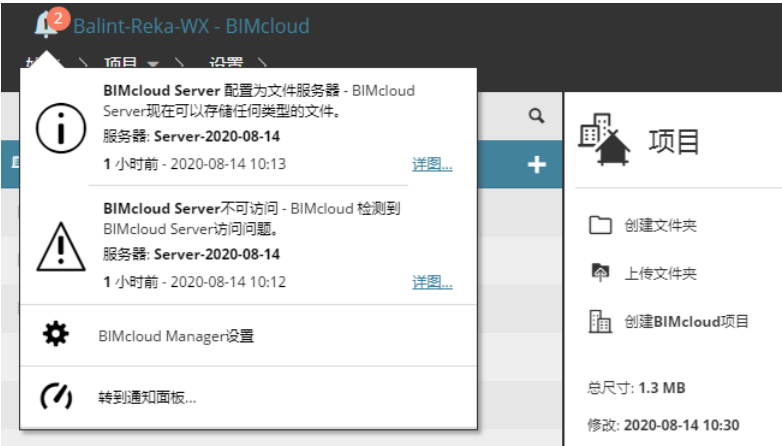 2
Balint-Reka-WX - BIMcloud
项目
设置
BIMcloud Server 配置为文件服务器 - BIMcloud
Server现在可以存储任何类型的文件。
服务器: Server-2020-08-14
1 小时前 - 2020-08-14 10:13
详图...
BIMcloud Server不可访问 - BIMcloud 检测到
BIMcloud Server访问问题。
服务器: Server-2020-08-14
1 小时前 - 2020-08-14 10:12
详图...
BIMcloud Manager设置
转到通知面板...
项目
创建文件夹
上传文件夹
创建BIMcloud项目
总尺寸: 1.3 MB
修改: 2020-08-14 10:30